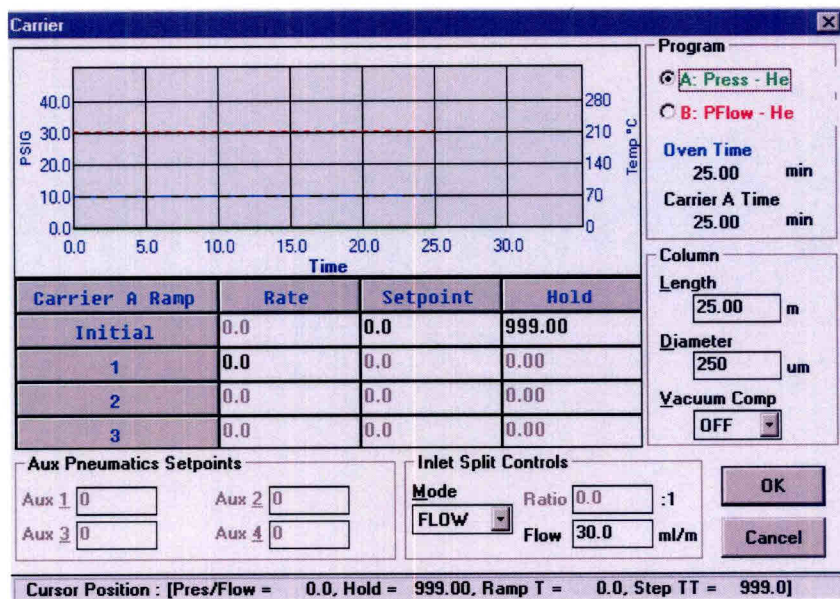 Carrier
PSIG
40.0
30.0
20.0
10.0
0.0
280
210
140
70
0
Temp °C
0.0 5.0 10.0 15.0 20.0 25.0 30.0
Time
Program
A: Press - He
B: PFlow - He
Oven Time
25.00 min
Carrier A Time
25.00 min
Carrier A Ramp Rate Setpoint Hold
Initial 0.0 0.0 999.00
1 0.0 0.0 0.00
2 0.0 0.0 0.00
3 0.0 0.0 0.00
Column
Length
25.00 m
Diameter
250 um
Vacuum Comp
OFF
Aux Pneumatics Setpoints
Aux 1 0 Aux 2 0
Aux 3 0 Aux 4 0
Inlet Split Controls
Mode
FLOW
Ratio 0.0 :1
Flow 30.0 ml/m
OK
Cancel
Cursor Position : [Pres/Flow = 0.0, Hold = 999.00, Ramp T = 0.0, Step TT = 999.0]